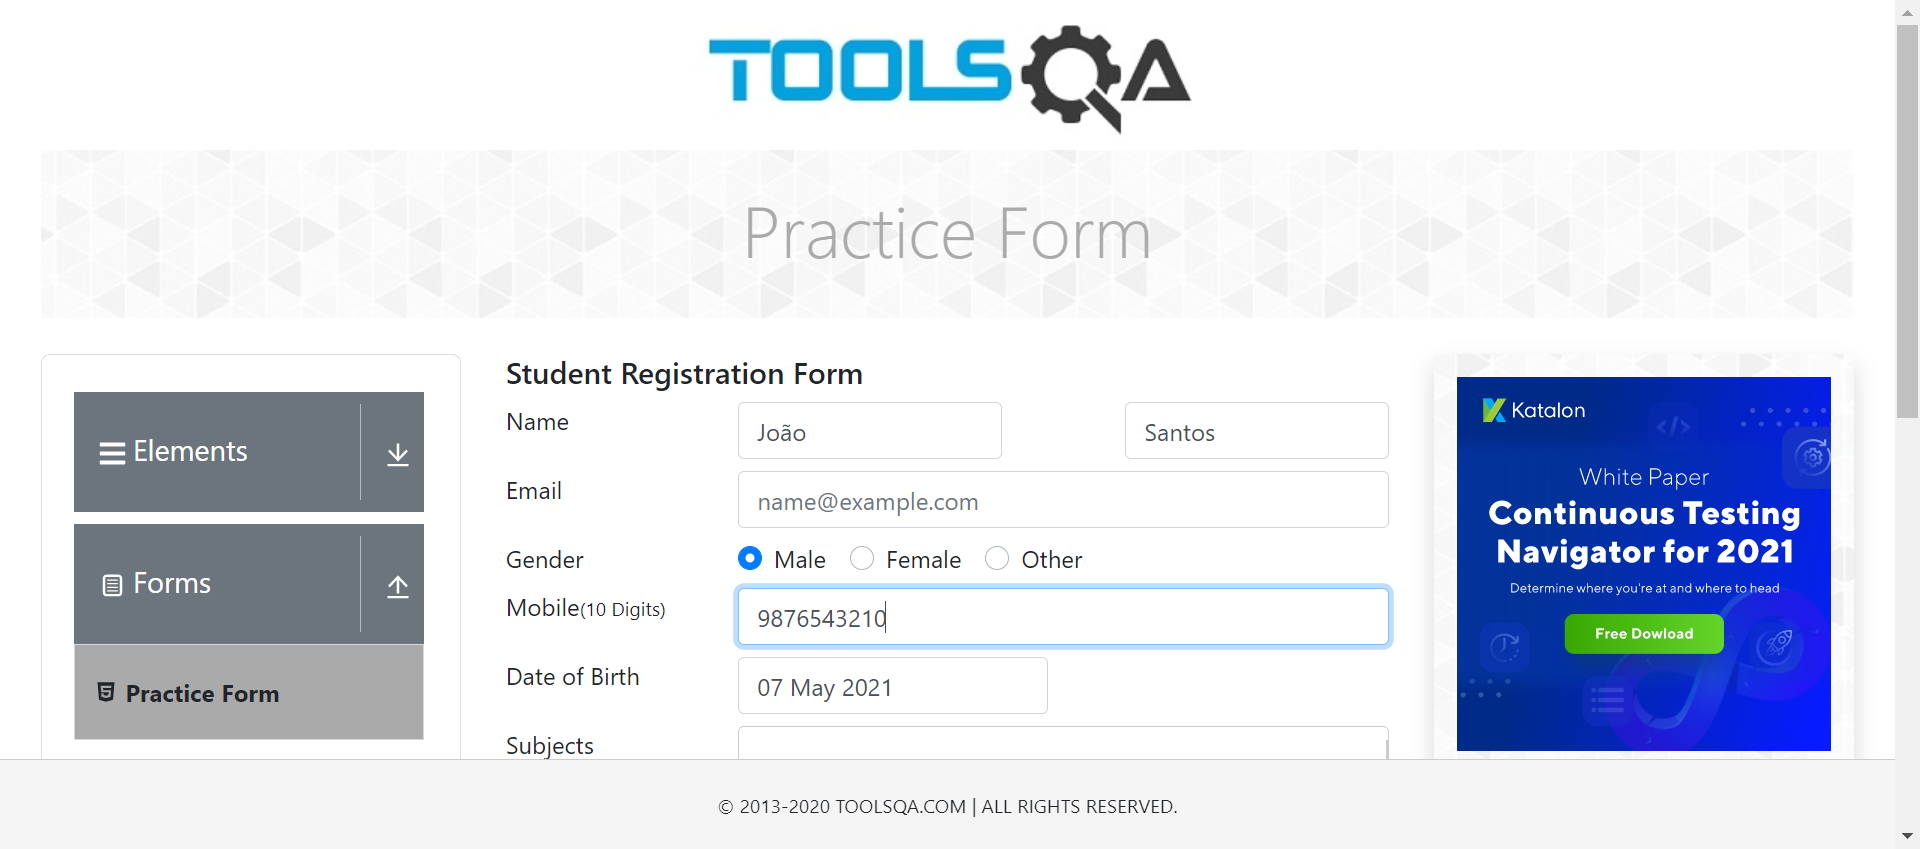 TOOLSQA
Practice Form
Elements
Forms
Practice Form
Student Registration Form
Name João Santos
Email name@example.com
Gender Male Female Other
Mobile(10 Digits) 9876543210
Date of Birth 07 May 2021
Subjects
Katalon
White Paper
Continuous Testing
Navigator for 2021
Determine where you're at and where to head
Free Dowload
© 2013-2020 TOOLSQA.COM | ALL RIGHTS RESERVED.